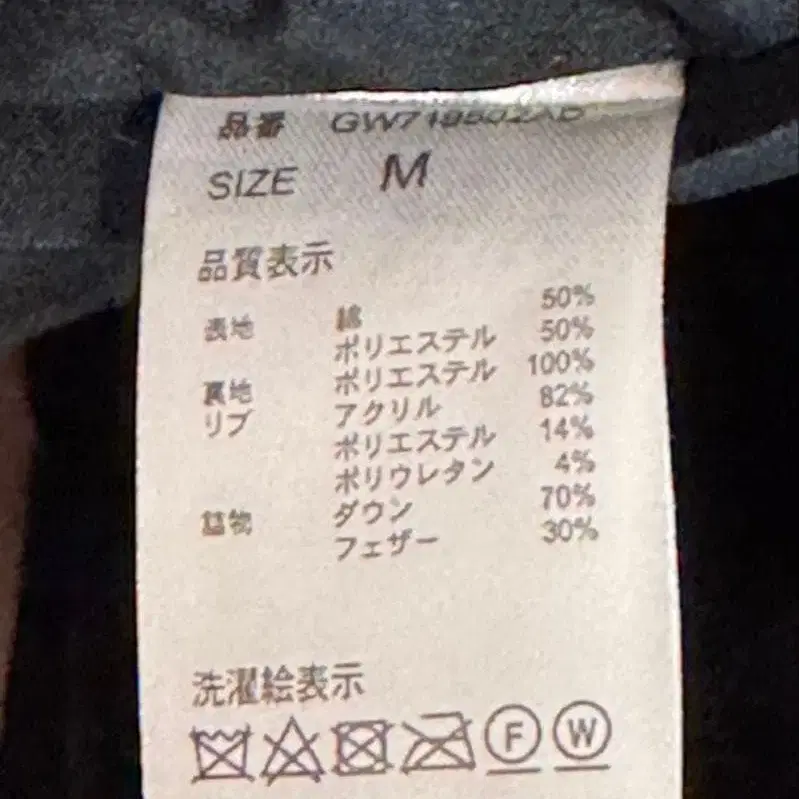 品番
SIZE M
品質表示
表地 綿 50%
ポリエステル 50%
裏地 ポリエステル 100%
リブ アクリル 82%
ポリエステル 14%
ポリウレタン 4%
詰物 ダウン 70%
フェザー 30%
洗濯絵表示
F W